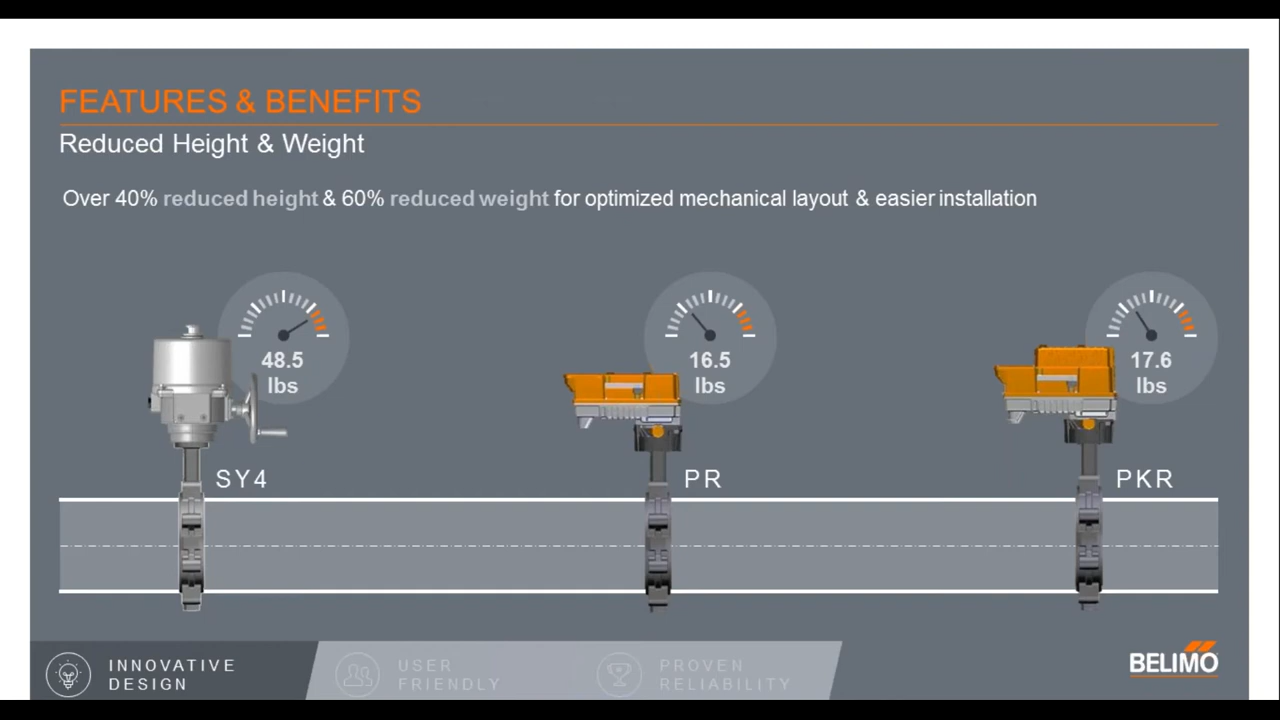 FEATURES & BENEFITS
Reduced Height & Weight
Over 40% reduced height & 60% reduced weight for optimized mechanical layout & easier installation
48.5
lbs
16.5
lbs
17.6
lbs
SY4
PR
PKR
INNOVATIVE
DESIGN
USER
FRIENDLY
PROVEN
RELIABILITY
BELIMO